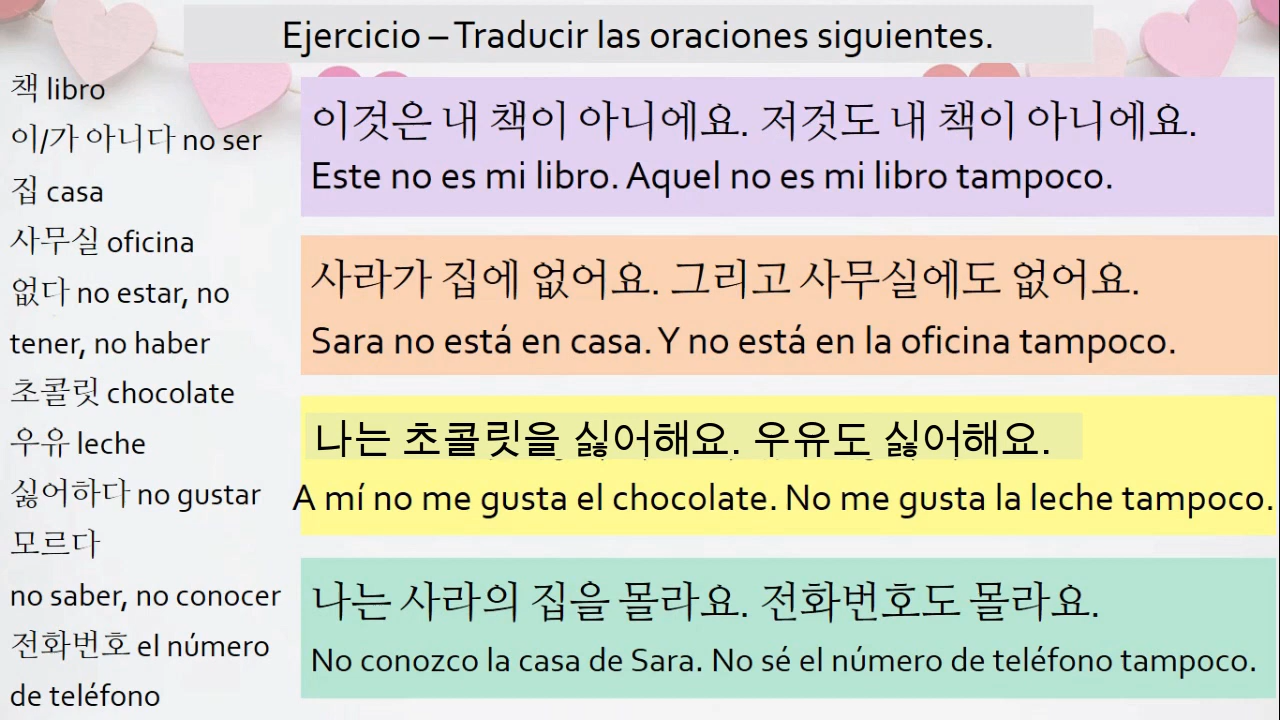 Ejercicio – Traducir las oraciones siguientes.
책 libro
이/가 아니다 no ser
집 casa
사무실 oficina
없다 no estar, no
tener, no haber
초콜릿 chocolate
우유 leche
싫어하다 no gustar
모르다
no saber, no conocer
전화번호 el número
de teléfono
이것은 내 책이 아니에요. 저것도 내 책이 아니에요.
Este no es mi libro. Aquel no es mi libro tampoco.
사라가 집에 없어요. 그리고 사무실에도 없어요.
Sara no está en casa. Y no está en la oficina tampoco.
나는 초콜릿을 싫어해요. 우유도 싫어해요.
A mí no me gusta el chocolate. No me gusta la leche tampoco.
나는 사라의 집을 몰라요. 전화번호도 몰라요.
No conozco la casa de Sara. No sé el número de teléfono tampoco.